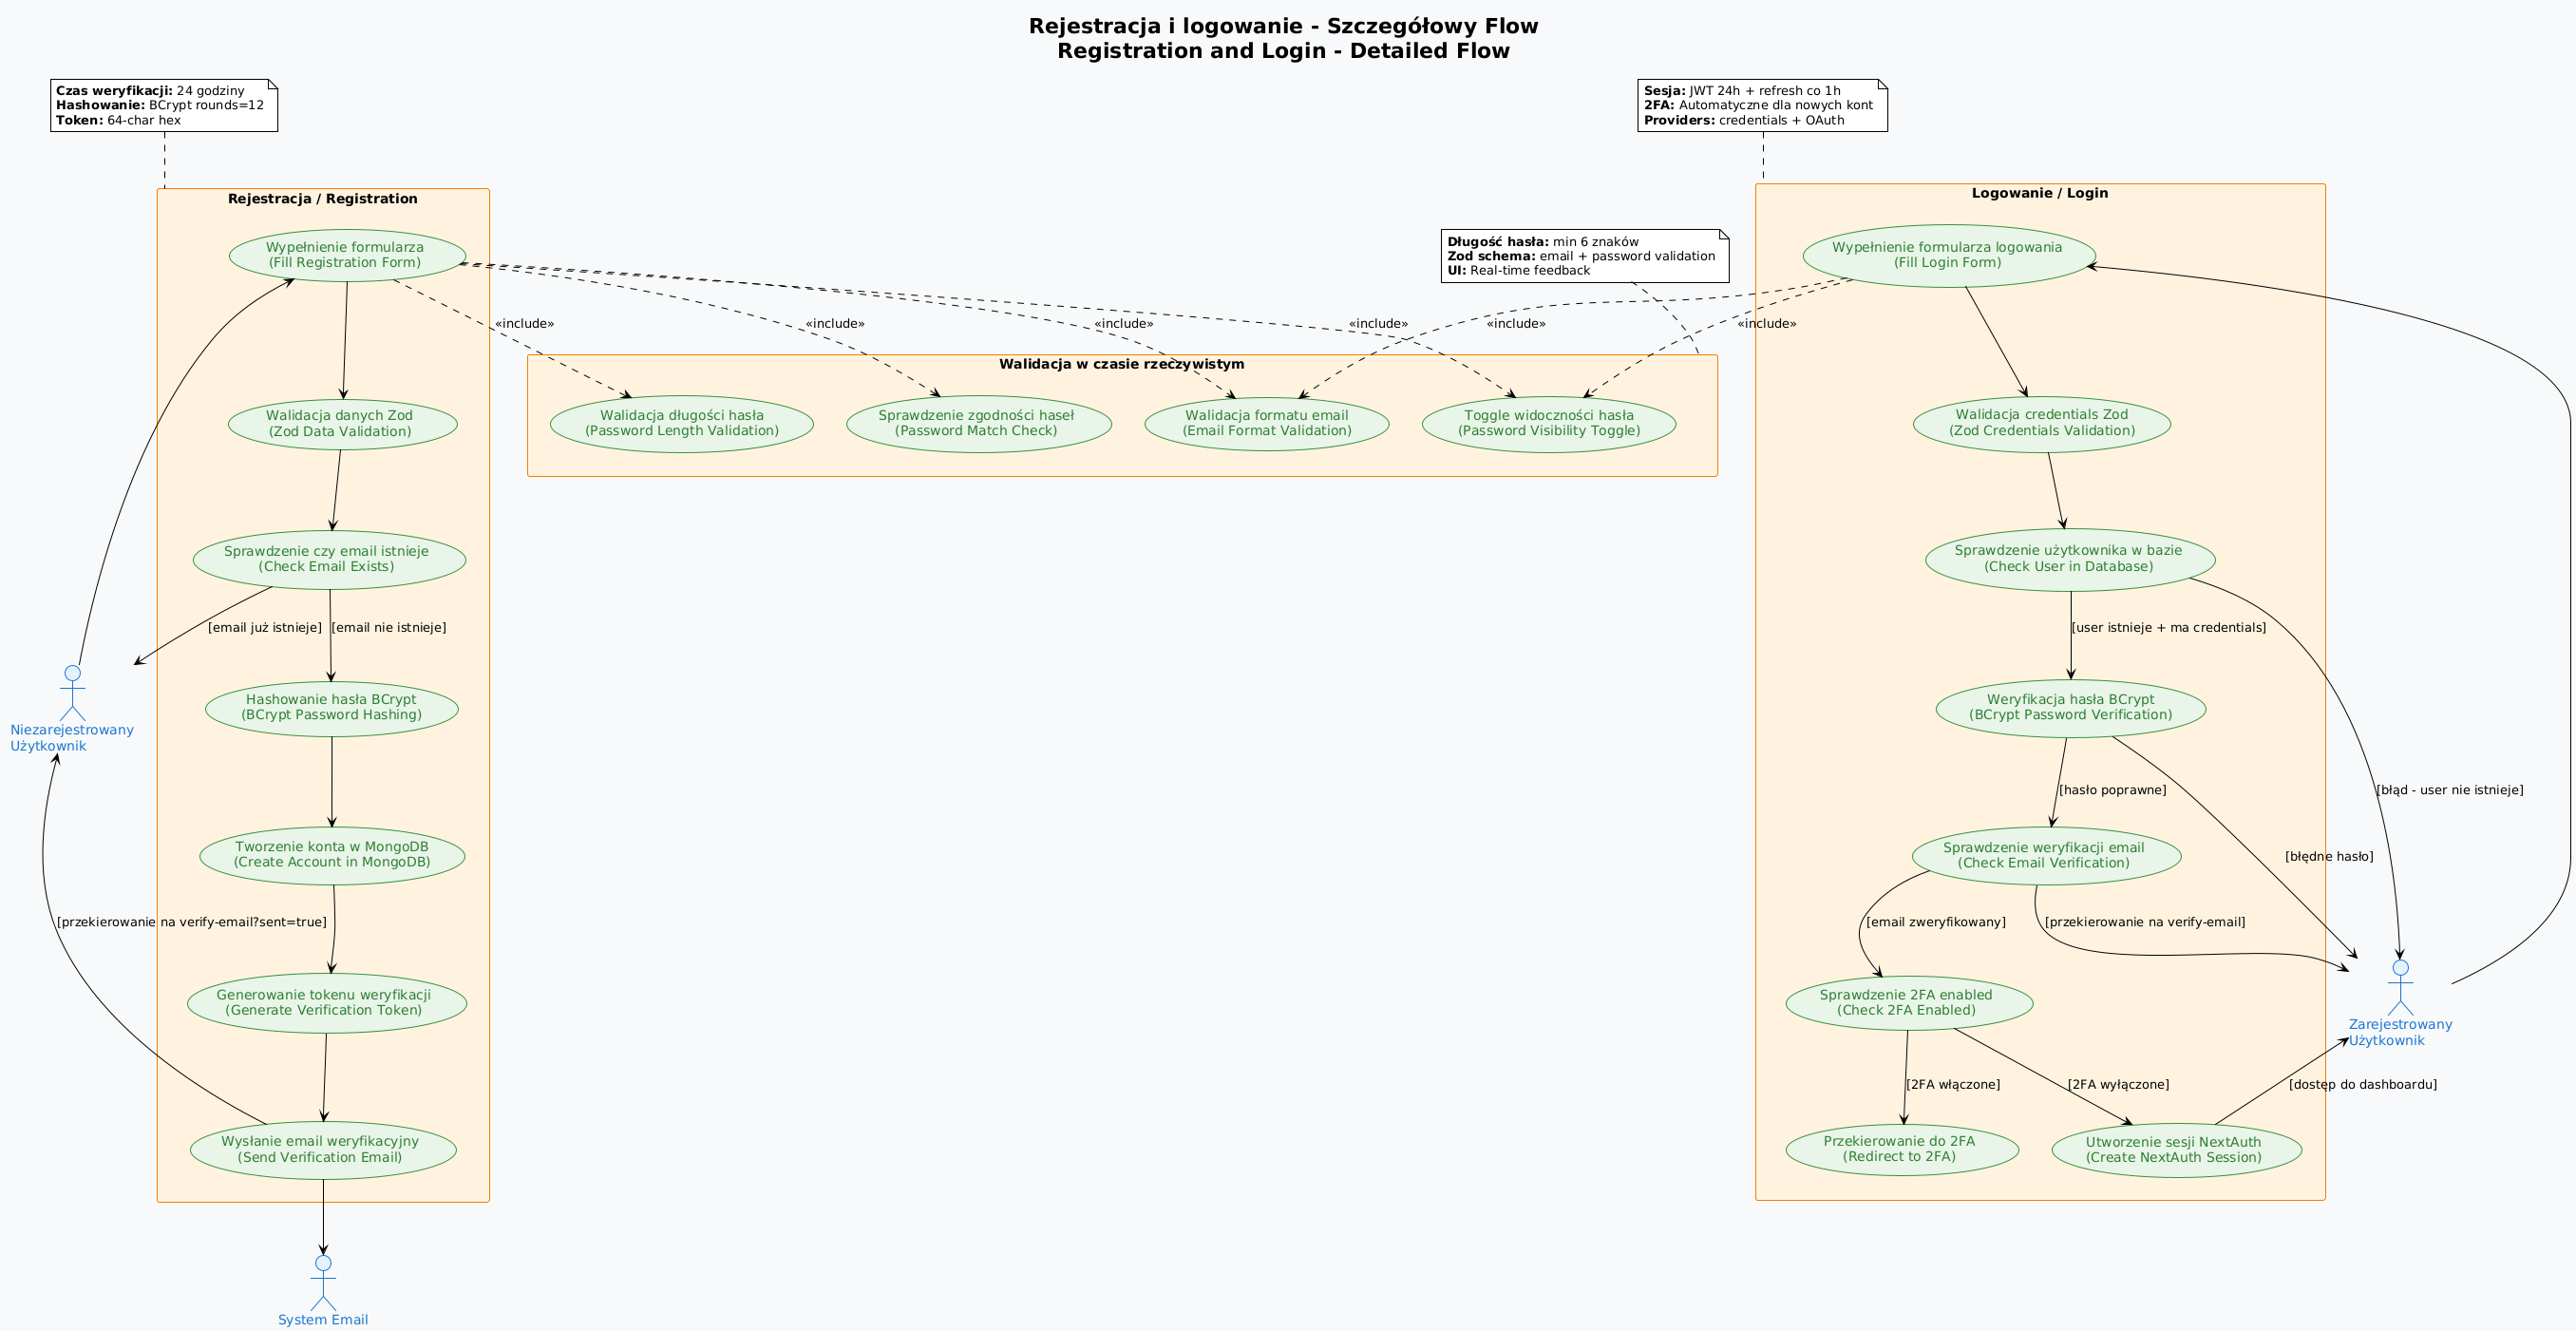 Rejestracja i logowanie - Szczegółowy Flow
Registration and Login - Detailed Flow
Czas weryfikacji: 24 godziny
Hashowanie: BCrypt rounds=12
Token: 64-char hex
Sesja: JWT 24h + refresh co 1h
2FA: Automatyczne dla nowych kont
Providers: credentials + OAuth
Długość hasła: min 6 znaków
Zod schema: email + password validation
UI: Real-time feedback
Rejestracja / Registration
Wypełnienie formularza
(Fill Registration Form)
Walidacja danych Zod
(Zod Data Validation)
Sprawdzenie czy email istnieje
(Check Email Exists)
[email już istnieje]
[email nie istnieje]
Hashowanie hasła BCrypt
(BCrypt Password Hashing)
Niezarejestrowany
Użytkownik
Tworzenie konta w MongoDB
(Create Account in MongoDB)
[przekierowanie na verify-email?sent=true]
Generowanie tokenu weryfikacji
(Generate Verification Token)
Wysłanie email weryfikacyjny
(Send Verification Email)
System Email
«include»
«include»
«include»
«include»
«include»
«include»
Walidacja w czasie rzeczywistym
Walidacja długości hasła
(Password Length Validation)
Sprawdzenie zgodności haseł
(Password Match Check)
Walidacja formatu email
(Email Format Validation)
Toggle widoczności hasła
(Password Visibility Toggle)
Logowanie / Login
Wypełnienie formularza logowania
(Fill Login Form)
Walidacja credentials Zod
(Zod Credentials Validation)
Sprawdzenie użytkownika w bazie
(Check User in Database)
[user istnieje + ma credentials]
Weryfikacja hasła BCrypt
(BCrypt Password Verification)
[hasło poprawne]
[błąd - user nie istnieje]
[błędne hasło]
Sprawdzenie weryfikacji email
(Check Email Verification)
[email zweryfikowany]
[przekierowanie na verify-email]
Sprawdzenie 2FA enabled
(Check 2FA Enabled)
Zarejestrowany
Użytkownik
[2FA włączone]
[2FA wyłączone]
[dostęp do dashboardu]
Przekierowanie do 2FA
(Redirect to 2FA)
Utworzenie sesji NextAuth
(Create NextAuth Session)